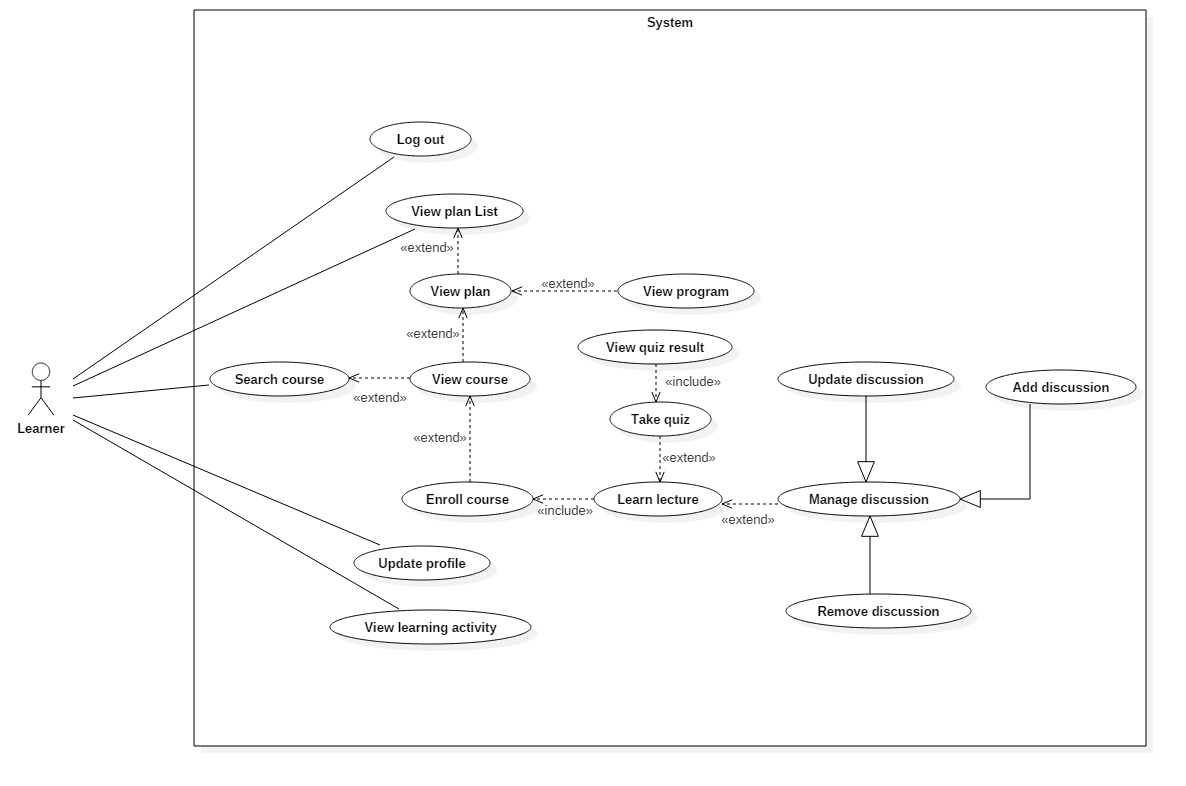 System
Log out
View plan List
«extend»
View plan
«extend»
View program
«extend»
View quiz result
Search course
«extend»
View course
«include»
Update discussion
Add discussion
Learner
Take quiz
«extend»
«extend»
Enroll course
«include»
Learn lecture
«extend»
Manage discussion
Update profile
Remove discussion
View learning activity